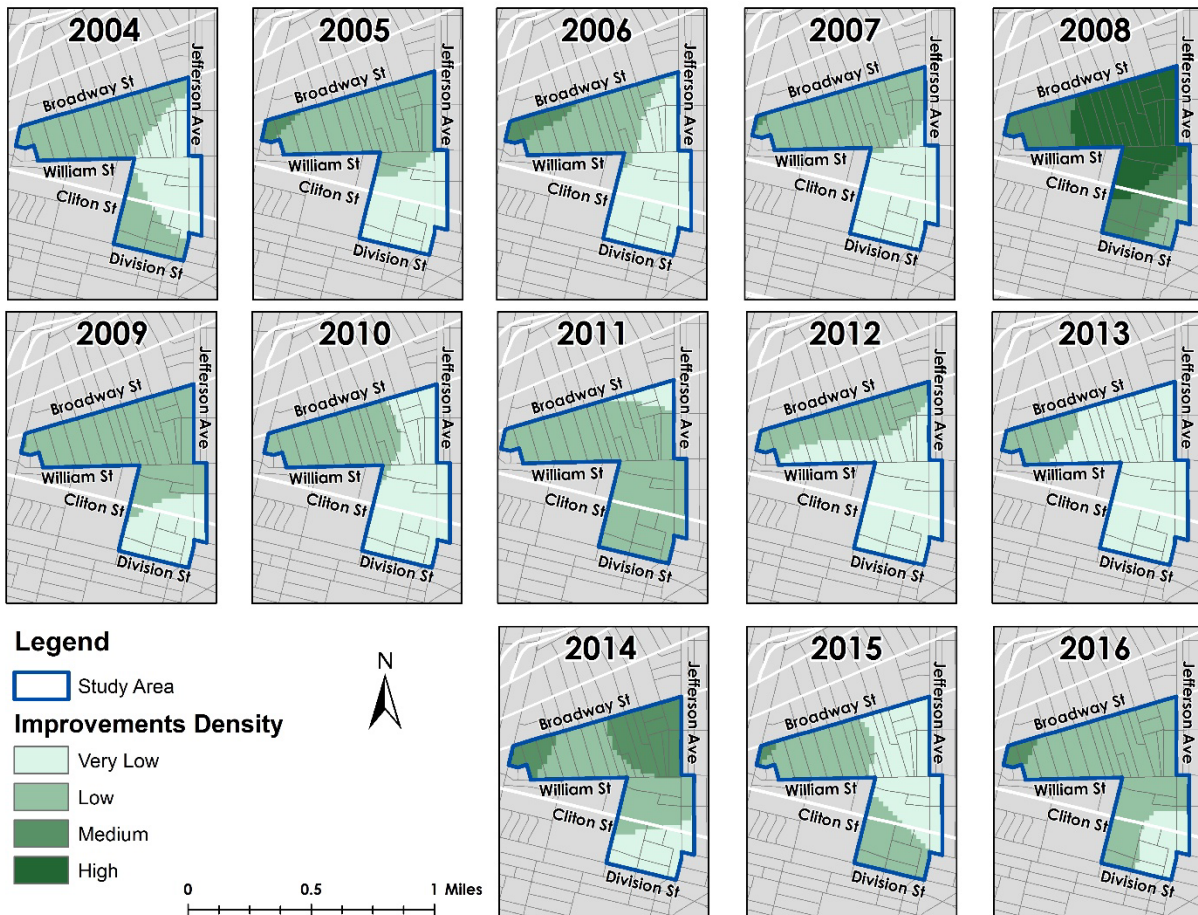 2004
Broadway St
Jefferson Ave
William St
Cliton St
Division St
2005
Broadway St
Jefferson Ave
William St
Cliton St
Division St
2006
Broadway St
Jefferson Ave
William St
Cliton St
Division St
2007
Broadway St
Jefferson Ave
William St
Cliton St
Division St
2008
Broadway St
Jefferson Ave
William St
Cliton St
Division St
2009
Broadway St
Jefferson Ave
William St
Cliton St
Division St
2010
Broadway St
Jefferson Ave
William St
Cliton St
Division St
2011
Broadway St
Jefferson Ave
William St
Cliton St
Division St
2012
Broadway St
Jefferson Ave
William St
Cliton St
Division St
2013
Broadway St
Jefferson Ave
William St
Cliton St
Division St
Legend
Study Area
Improvements Density
Very Low
Low
Medium
High
N
0 0.5 1 Miles
2014
Broadway St
Jefferson Ave
William St
Cliton St
Division St
2015
Broadway St
Jefferson Ave
William St
Cliton St
Division St
2016
Broadway St
Jefferson Ave
William St
Cliton St
Division St